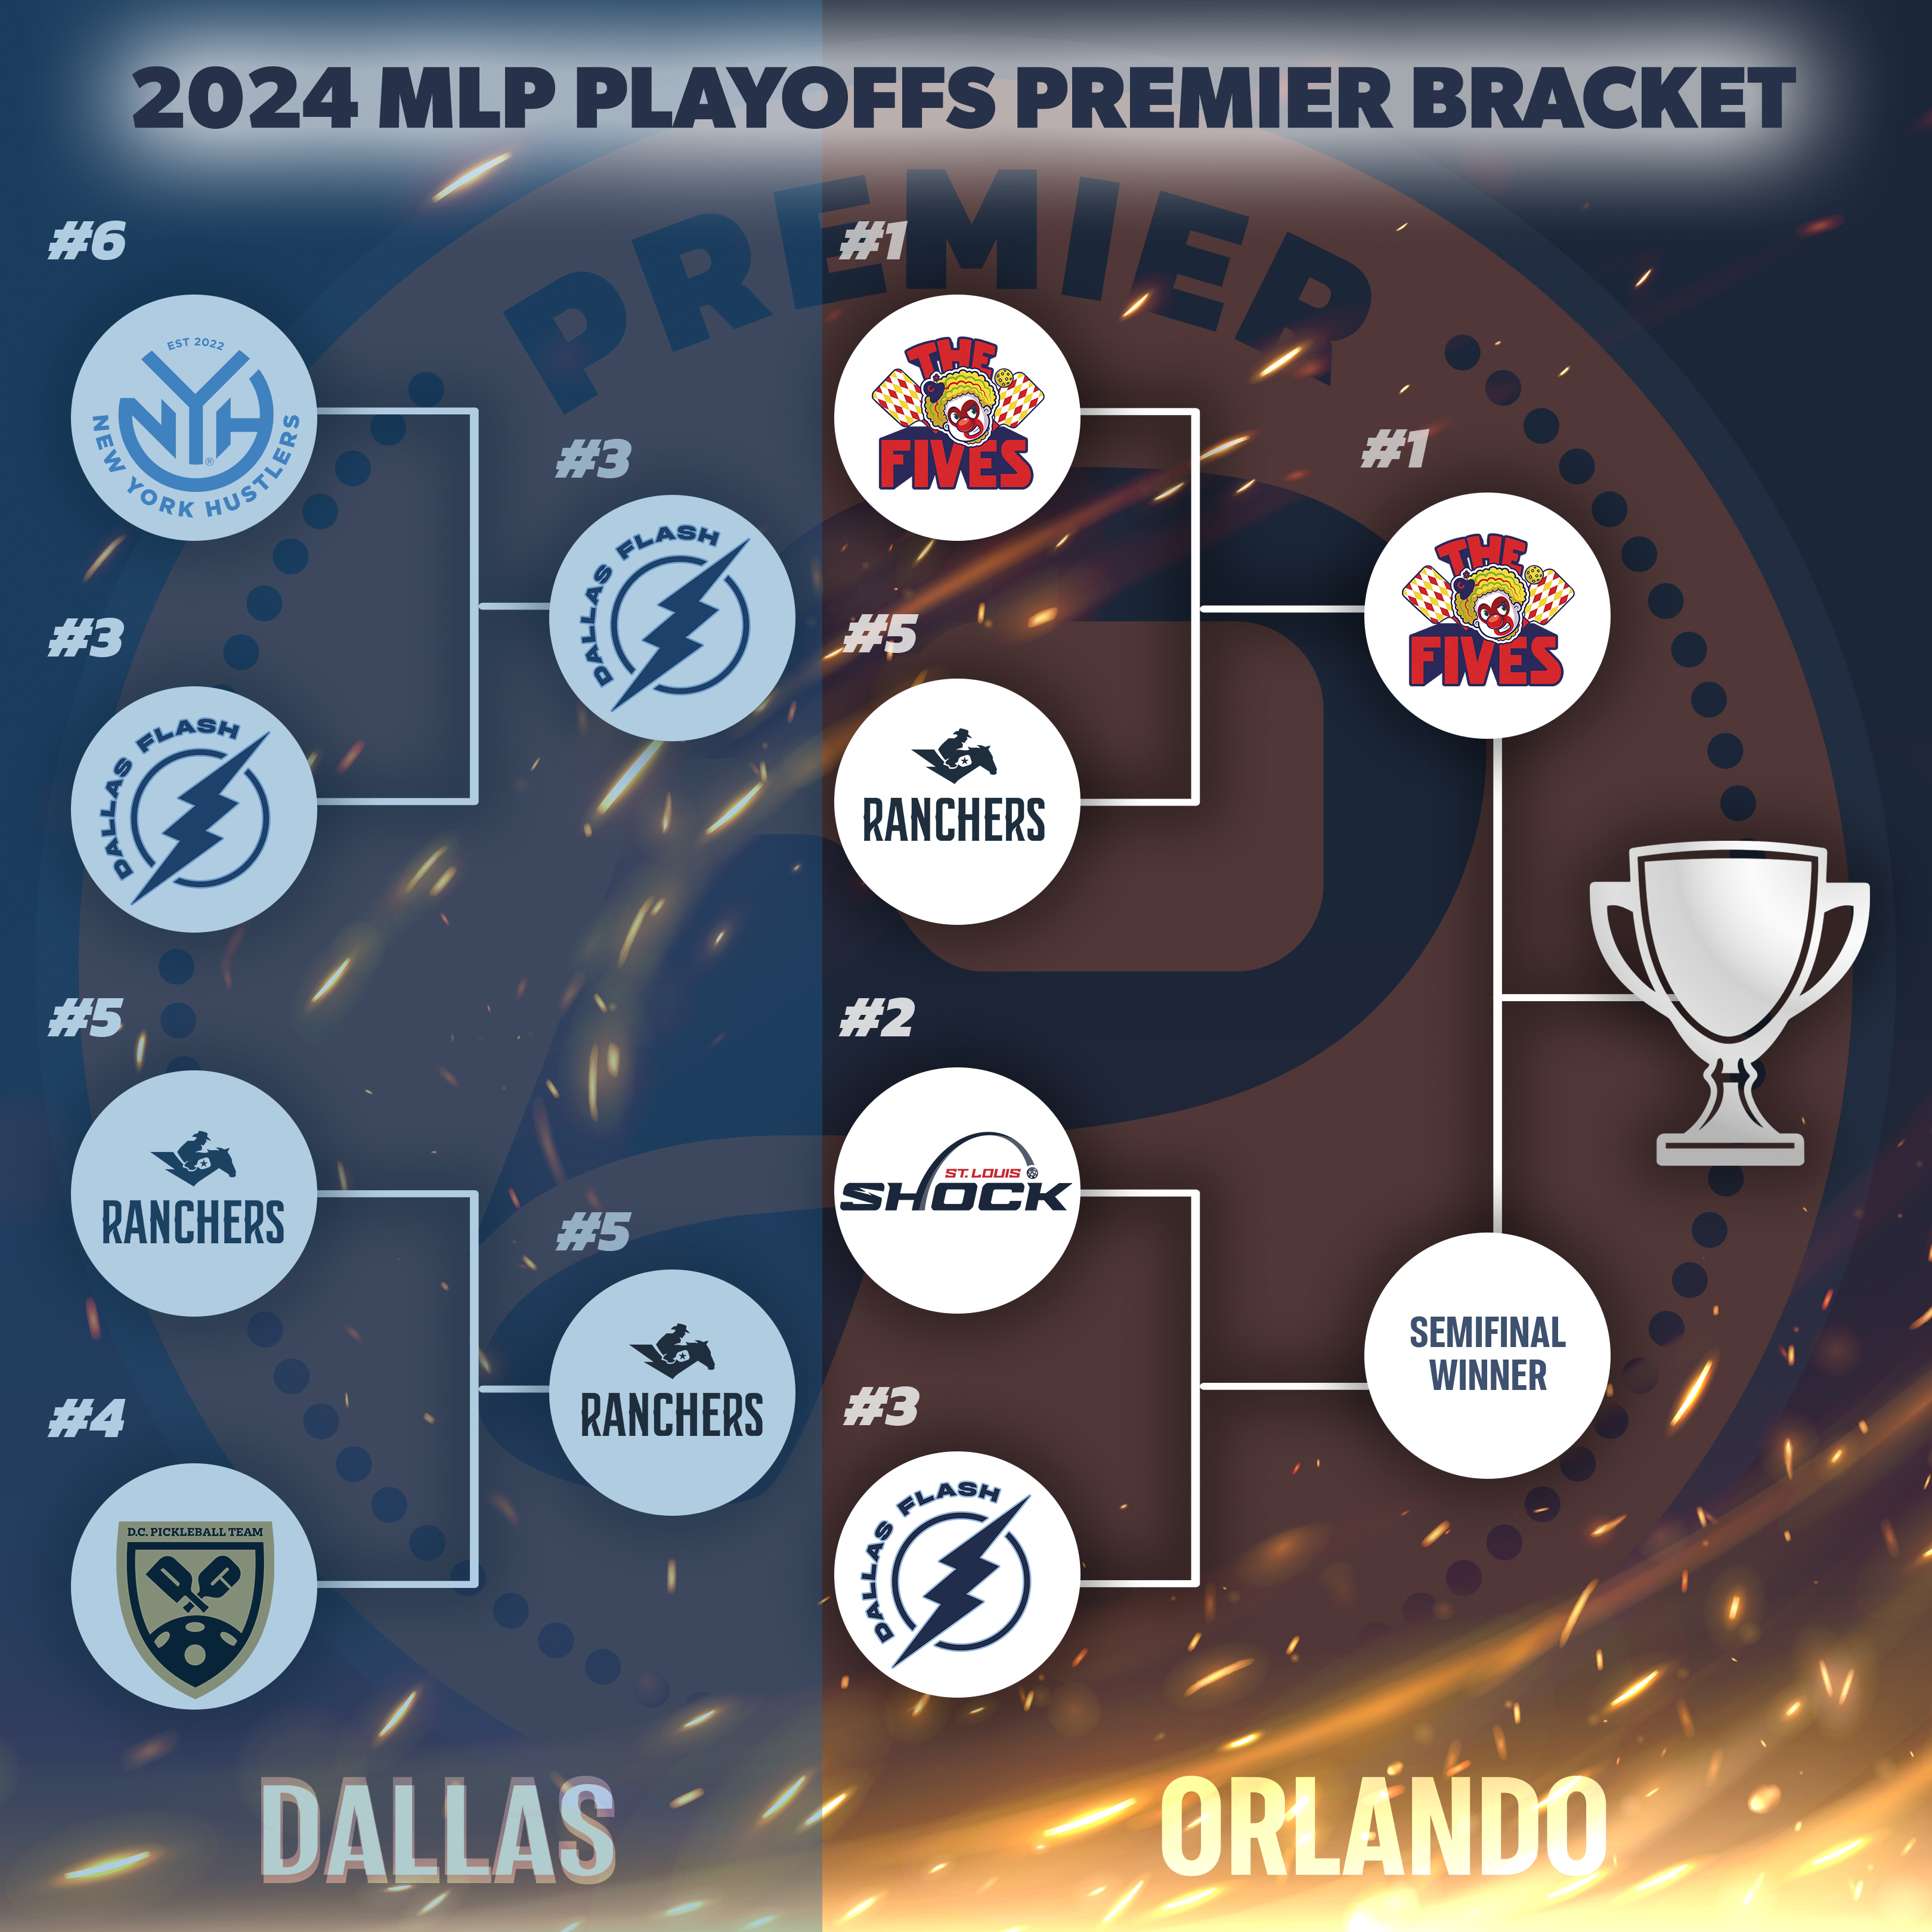 2024 MLP PLAYOFFS PREMIER BRACKET
PREMIER
#6
EST 2022
NYH
®
NEW YORK HUSTLERS
#3
DALLAS FLASH
#5
RANCHERS
#4
D.C. PICKLEBALL TEAM
DC
#3
DALLAS FLASH
#5
RANCHERS
DALLAS
#1
THE
FIVES
#5
RANCHERS
#2
ST. LOUIS
SHOCK
#3
DALLAS FLASH
#1
THE
FIVES
SEMIFINAL
WINNER
ORLANDO